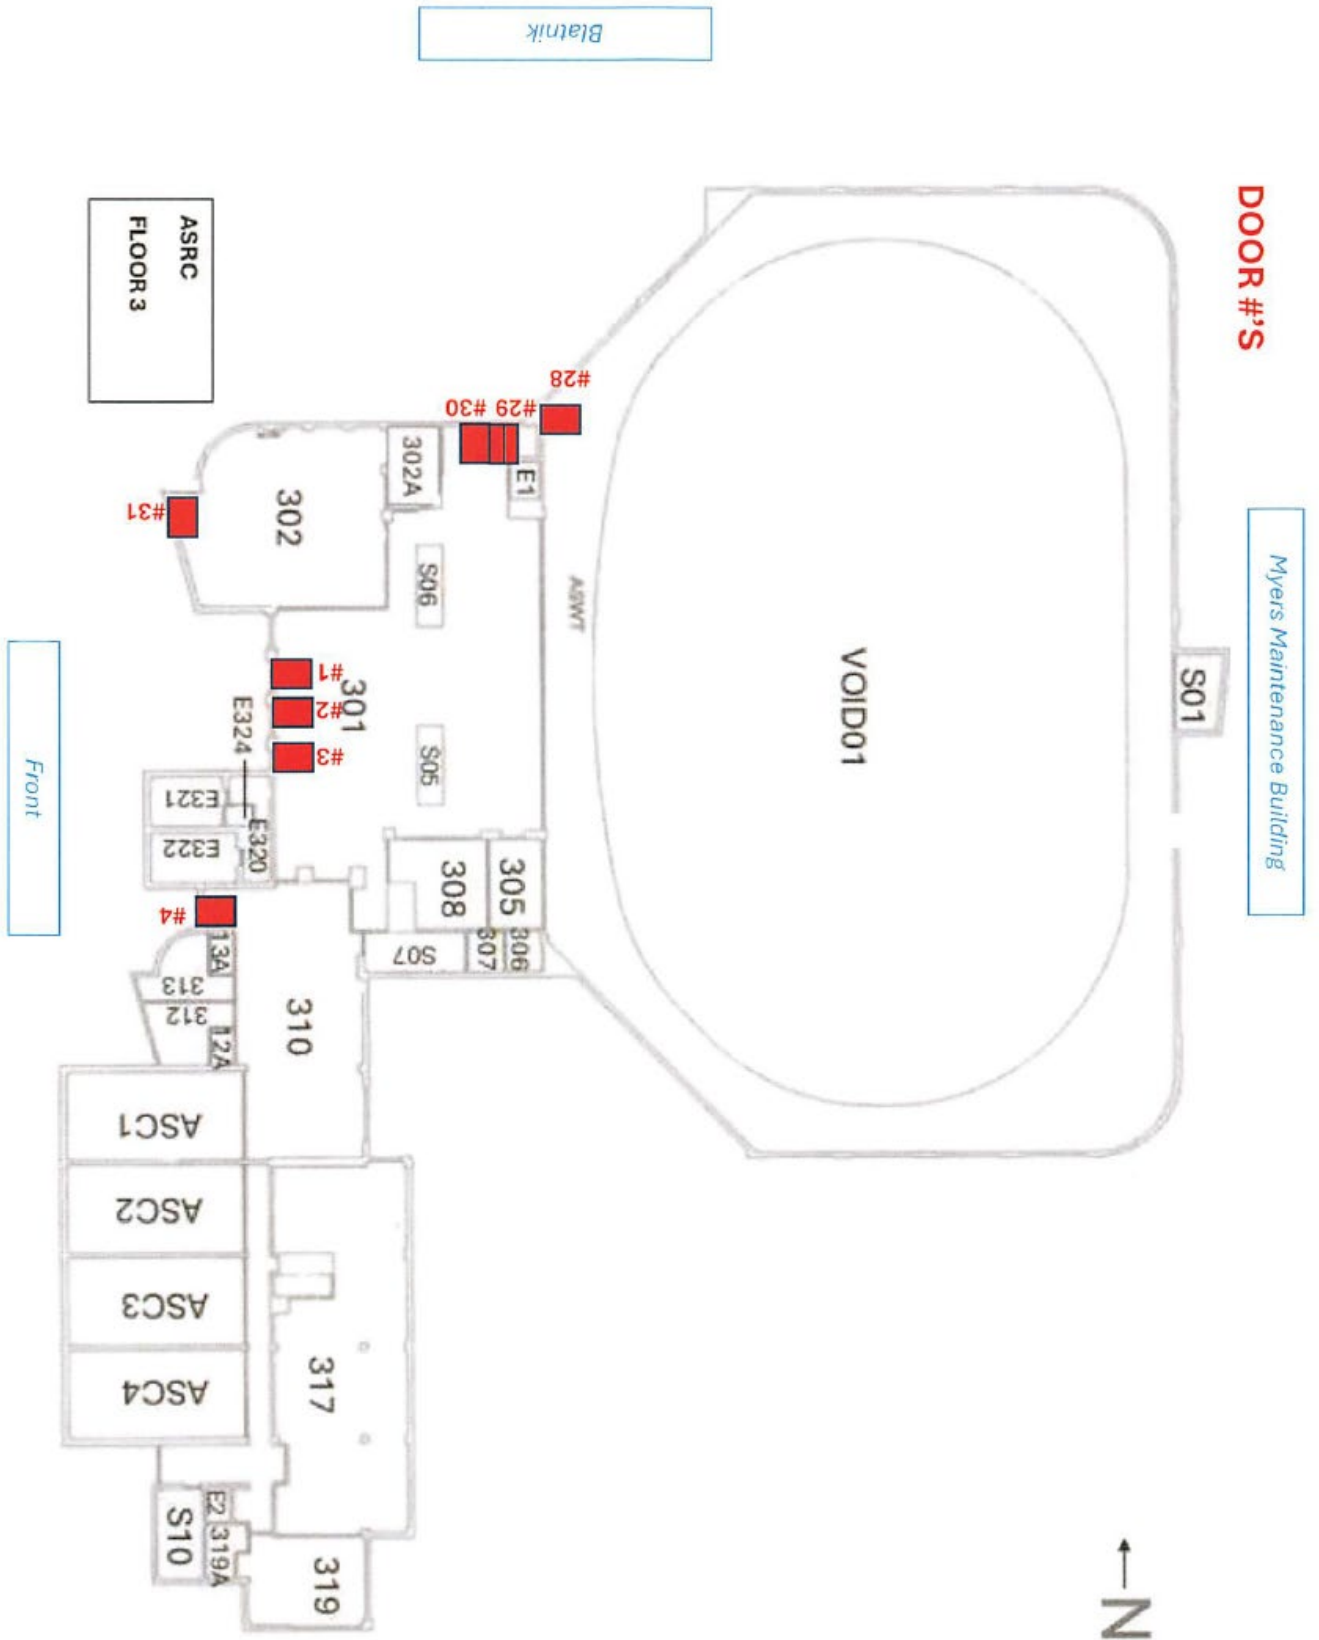 Blatnik
DOOR #'S
ASRC
FLOOR 3
Myers Maintenance Building
Front
#28
#29
#30
#31
302A
E1
302
S06
ASWT
#1
#2
#3
301
S05
VOID01
S01
E324
E321
E322
E320
308
305
#4
13A
313
312
12A
310
S07
307
306
ASC1
ASC2
ASC3
ASC4
317
E2
S10
319A
319
N